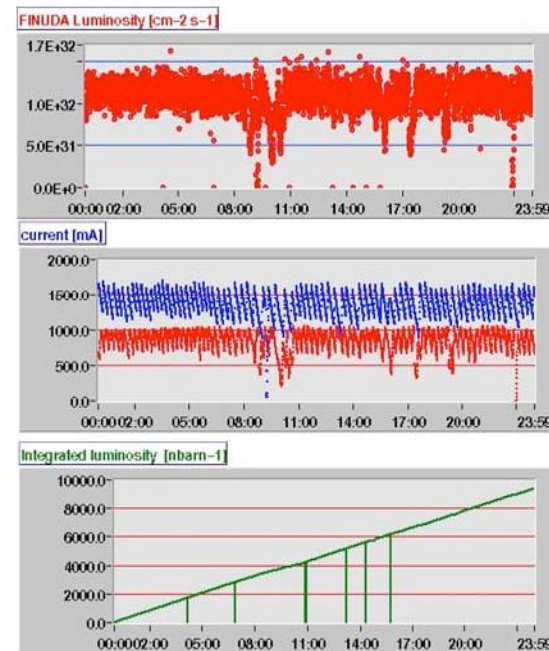 FINUDA Luminosity [cm-2 s-1]
1.7E+32
1.0E+32
5.0E+31
0.0E+0
00:00 02:00 05:00 08:00 11:00 14:00 17:00 20:00 23:59
current [mA]
2000.0
1500.0
1000.0
500.0
0.0
00:00 02:00 05:00 08:00 11:00 14:00 17:00 20:00 23:59
Integrated luminosity [nbarn-1]
10000.0
8000.0
6000.0
4000.0
2000.0
0.0
00:00 02:00 05:00 08:00 11:00 14:00 17:00 20:00 23:59